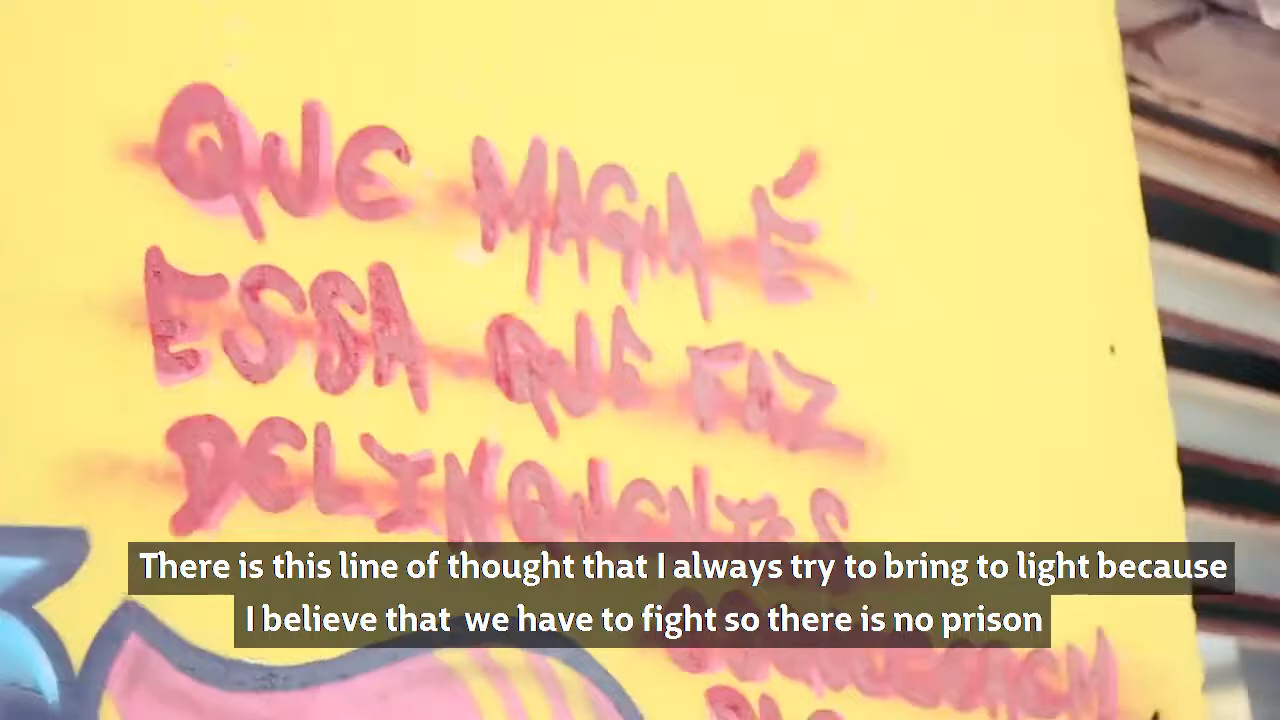 QUE MAGIA É
ESSA QUE FAZ
DELINQUENTES
There is this line of thought that I always try to bring to light because
I believe that we have to fight so there is no prison